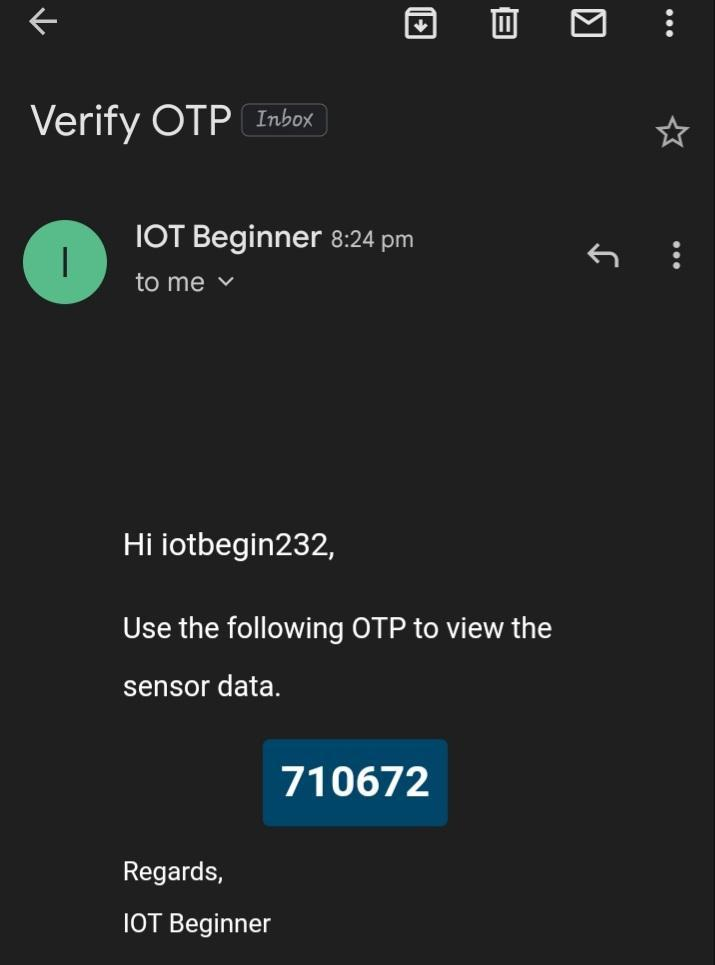 Verify OTP Inbox
IOT Beginner 8:24 pm
to me
I
Hi iotbegin232,
Use the following OTP to view the
sensor data.
710672
Regards,
IOT Beginner